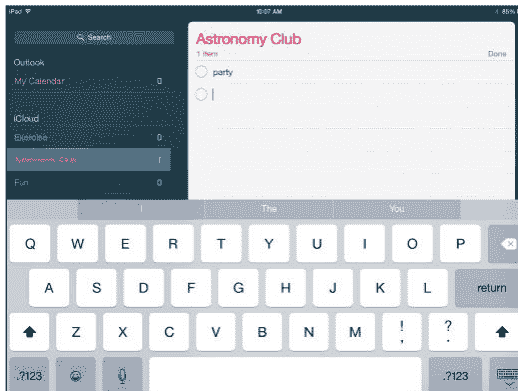 iPad 10:07 AM 85%
Search
Outlook
My Calendar 0
iCloud
Exercise 0
Astronomy Club 1
Fun 0
Astronomy Club
1 item Done
party
I The You
Q W E R T Y U I O P
A S D F G H J K L return
Z X C V B N M ! , ? .
.?123 .?123